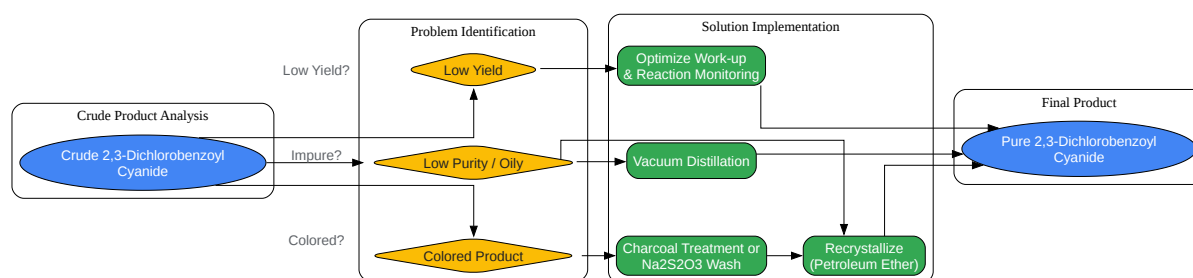 Crude Product Analysis
Crude 2,3-Dichlorobenzoyl
Cyanide
Low Yield?
Impure?
Colored?
Problem Identification
Low Yield
Low Purity / Oily
Colored Product
Solution Implementation
Optimize Work-up
& Reaction Monitoring
Vacuum Distillation
Charcoal Treatment or
Na2S2O3 Wash
Recrystallize
(Petroleum Ether)
Final Product
Pure 2,3-Dichlorobenzoyl
Cyanide